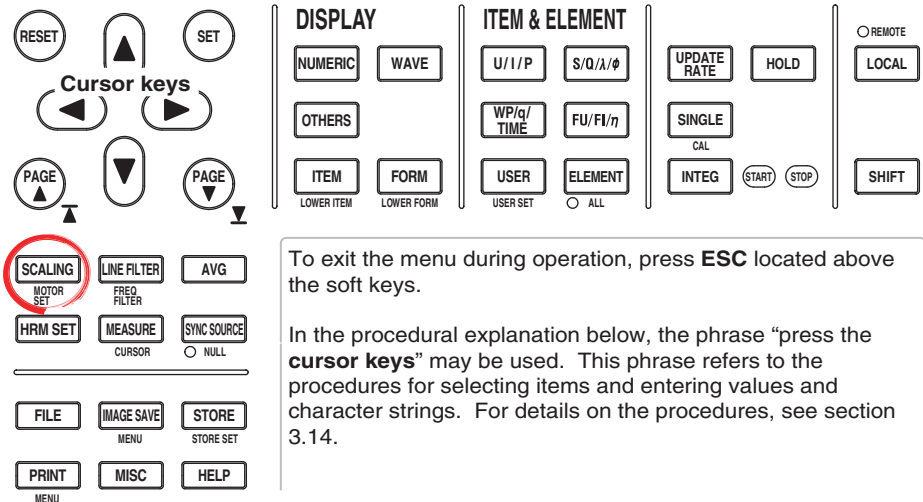 RESET
SET
Cursor keys
PAGE
PAGE
DISPLAY
NUMERIC
WAVE
OTHERS
ITEM
FORM
LOWER ITEM
LOWER FORM
ITEM & ELEMENT
U/I/P
S/Q/λ/φ
WP/q/
TIME
FU/FI/η
USER
ELEMENT
USER SET
ALL
UPDATE
RATE
HOLD
SINGLE
CAL
INTEG
START
STOP
REMOTE
LOCAL
SHIFT
SCALING
LINE FILTER
AVG
MOTOR
SET
FREQ
FILTER
HRM SET
MEASURE
SYNC SOURCE
CURSOR
NULL
FILE
IMAGE SAVE
STORE
MENU
STORE SET
PRINT
MISC
HELP
MENU
To exit the menu during operation, press ESC located above
the soft keys.
In the procedural explanation below, the phrase “press the
cursor keys” may be used. This phrase refers to the
procedures for selecting items and entering values and
character strings. For details on the procedures, see section
3.14.